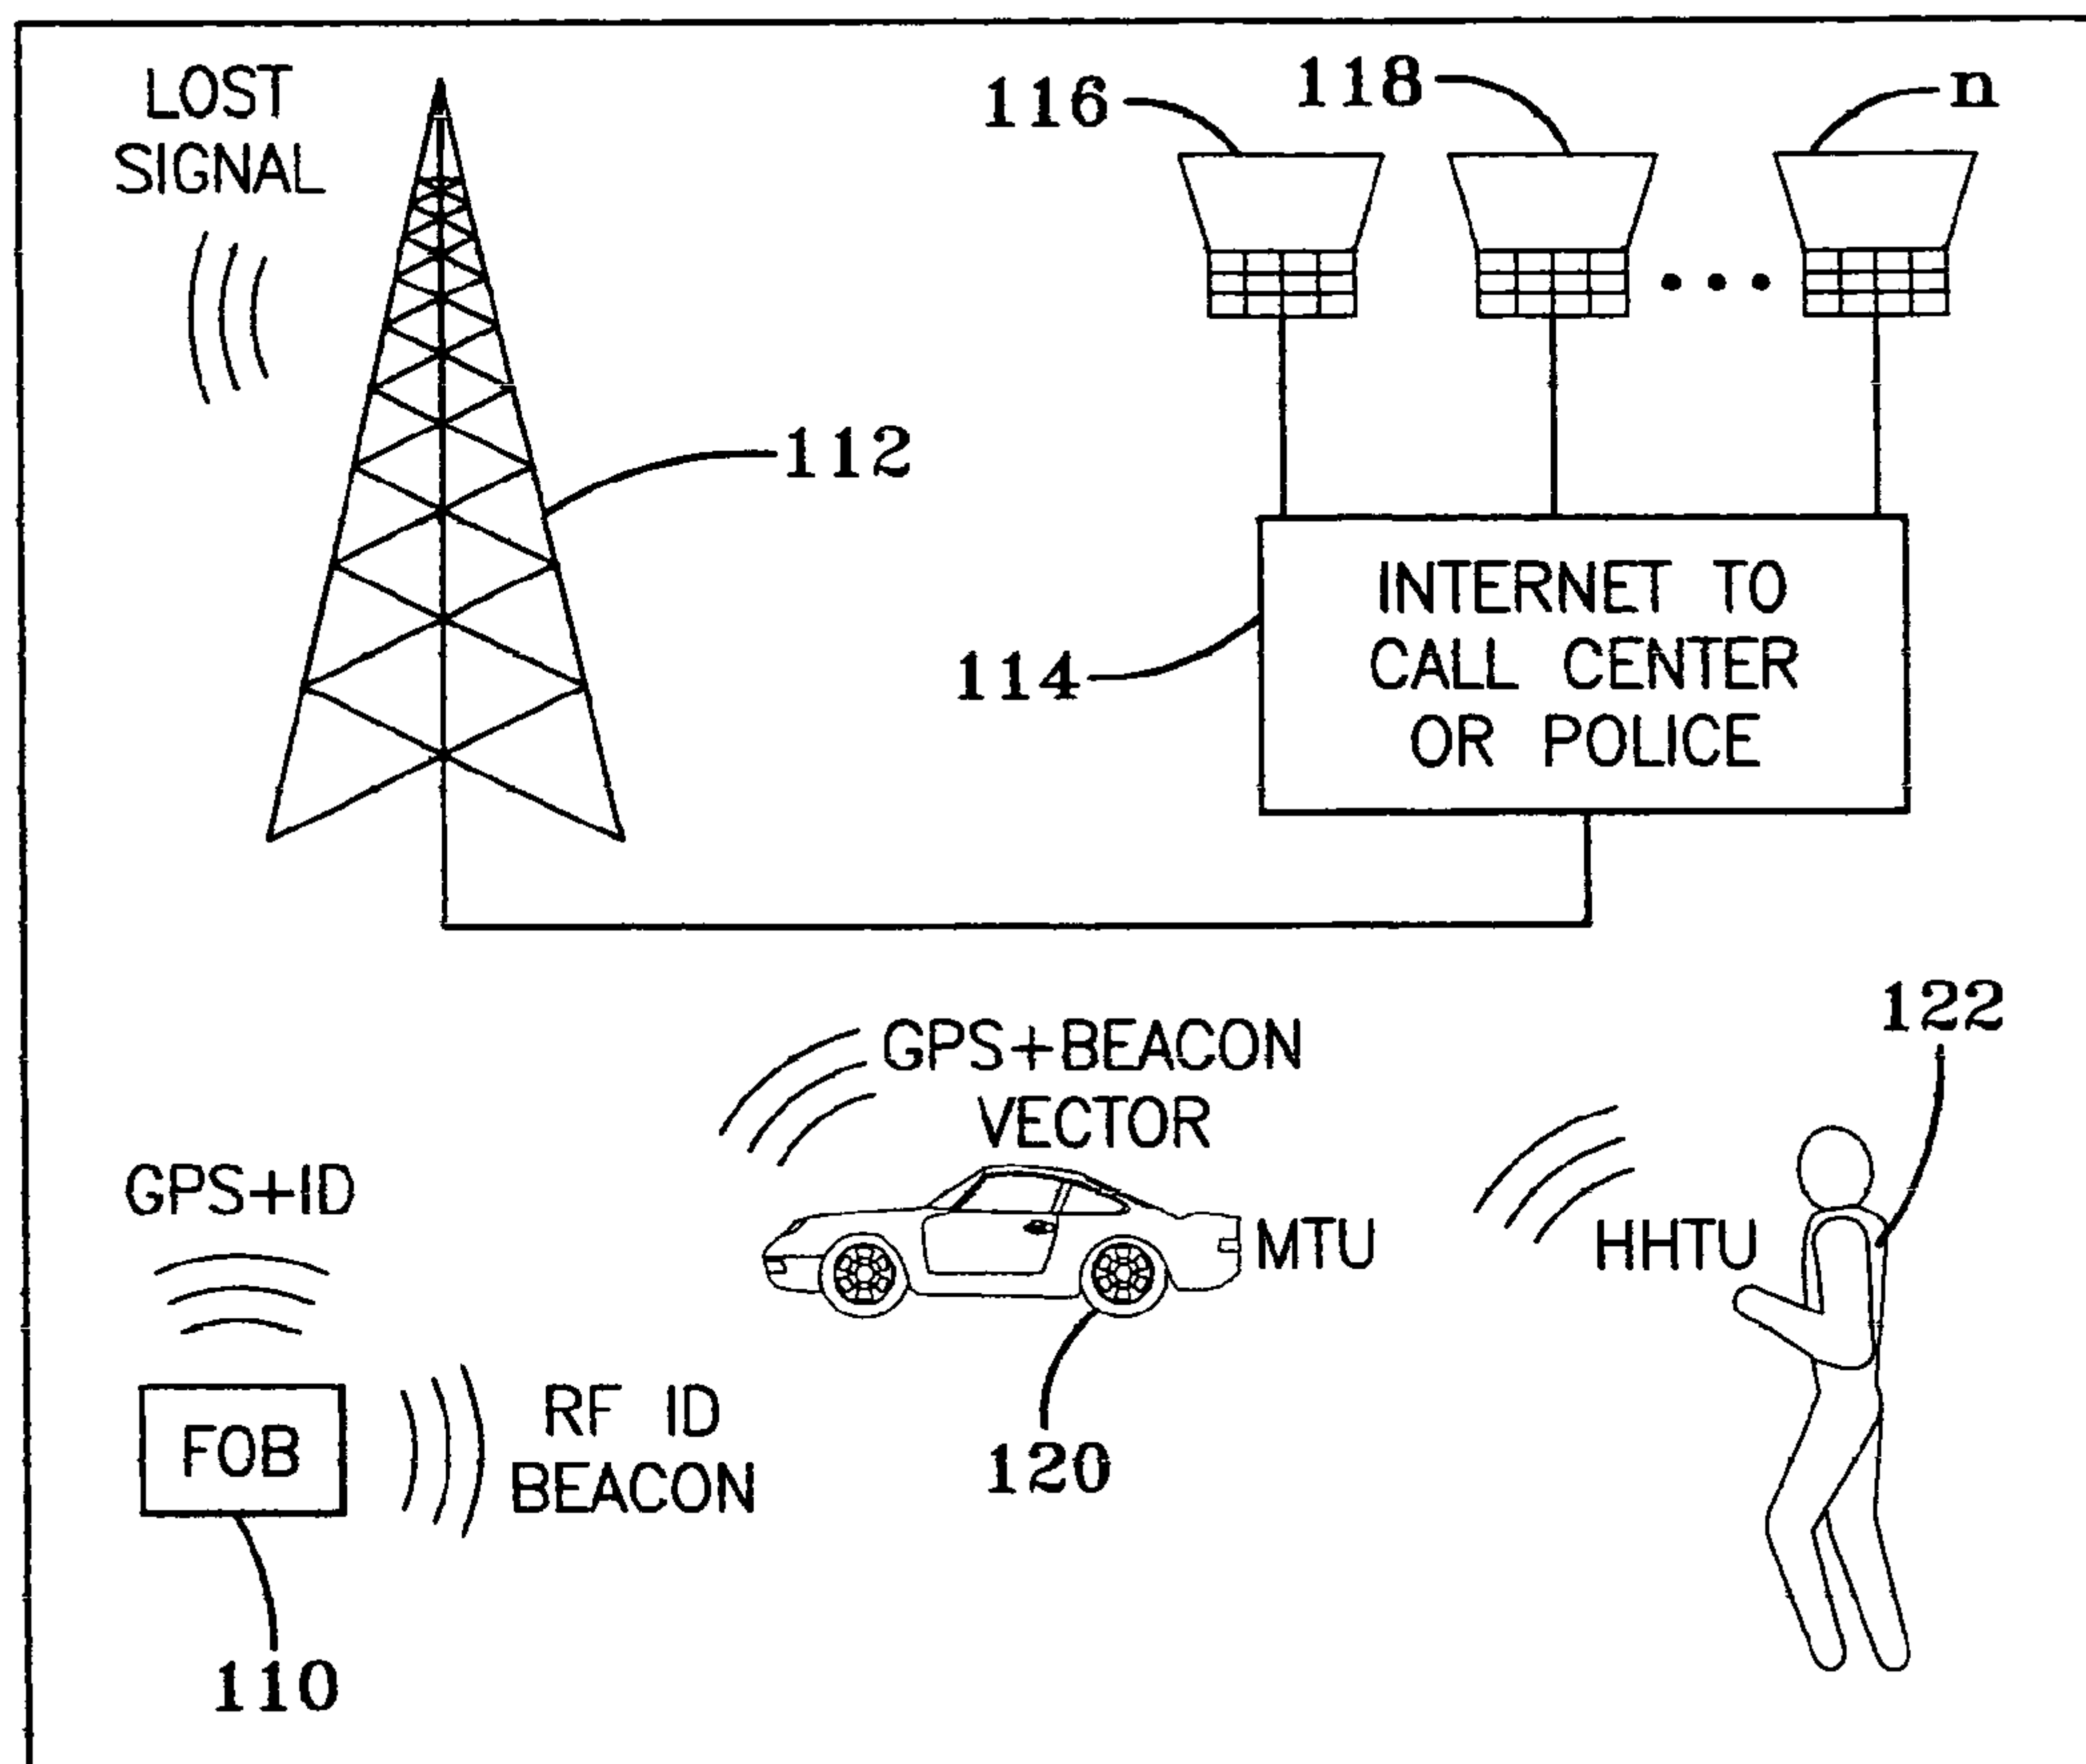 LOST
SIGNAL
116
118
n
112
INTERNET TO
CALL CENTER
OR POLICE
114
122
GPS+BEACON
VECTOR
GPS+ID
MTU
HHTU
FOB
RF ID
BEACON
120
110